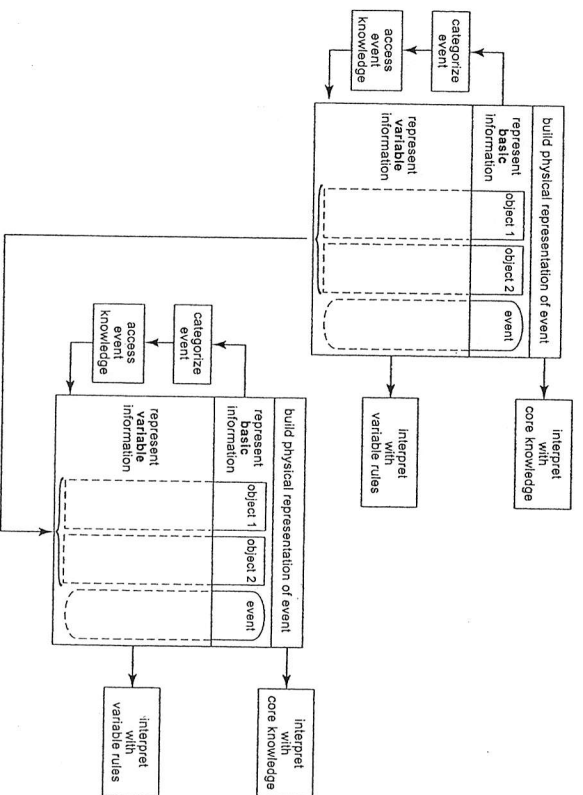 build physical representation of event
represent
basic
information
object 1
object 2
event
represent
variable
information
categorize
event
access
event
knowledge
interpret
with
core knowledge
interpret
with
variable rules
build physical representation of event
represent
basic
information
object 1
object 2
event
represent
variable
information
categorize
event
access
event
knowledge
interpret
with
core knowledge
interpret
with
variable rules